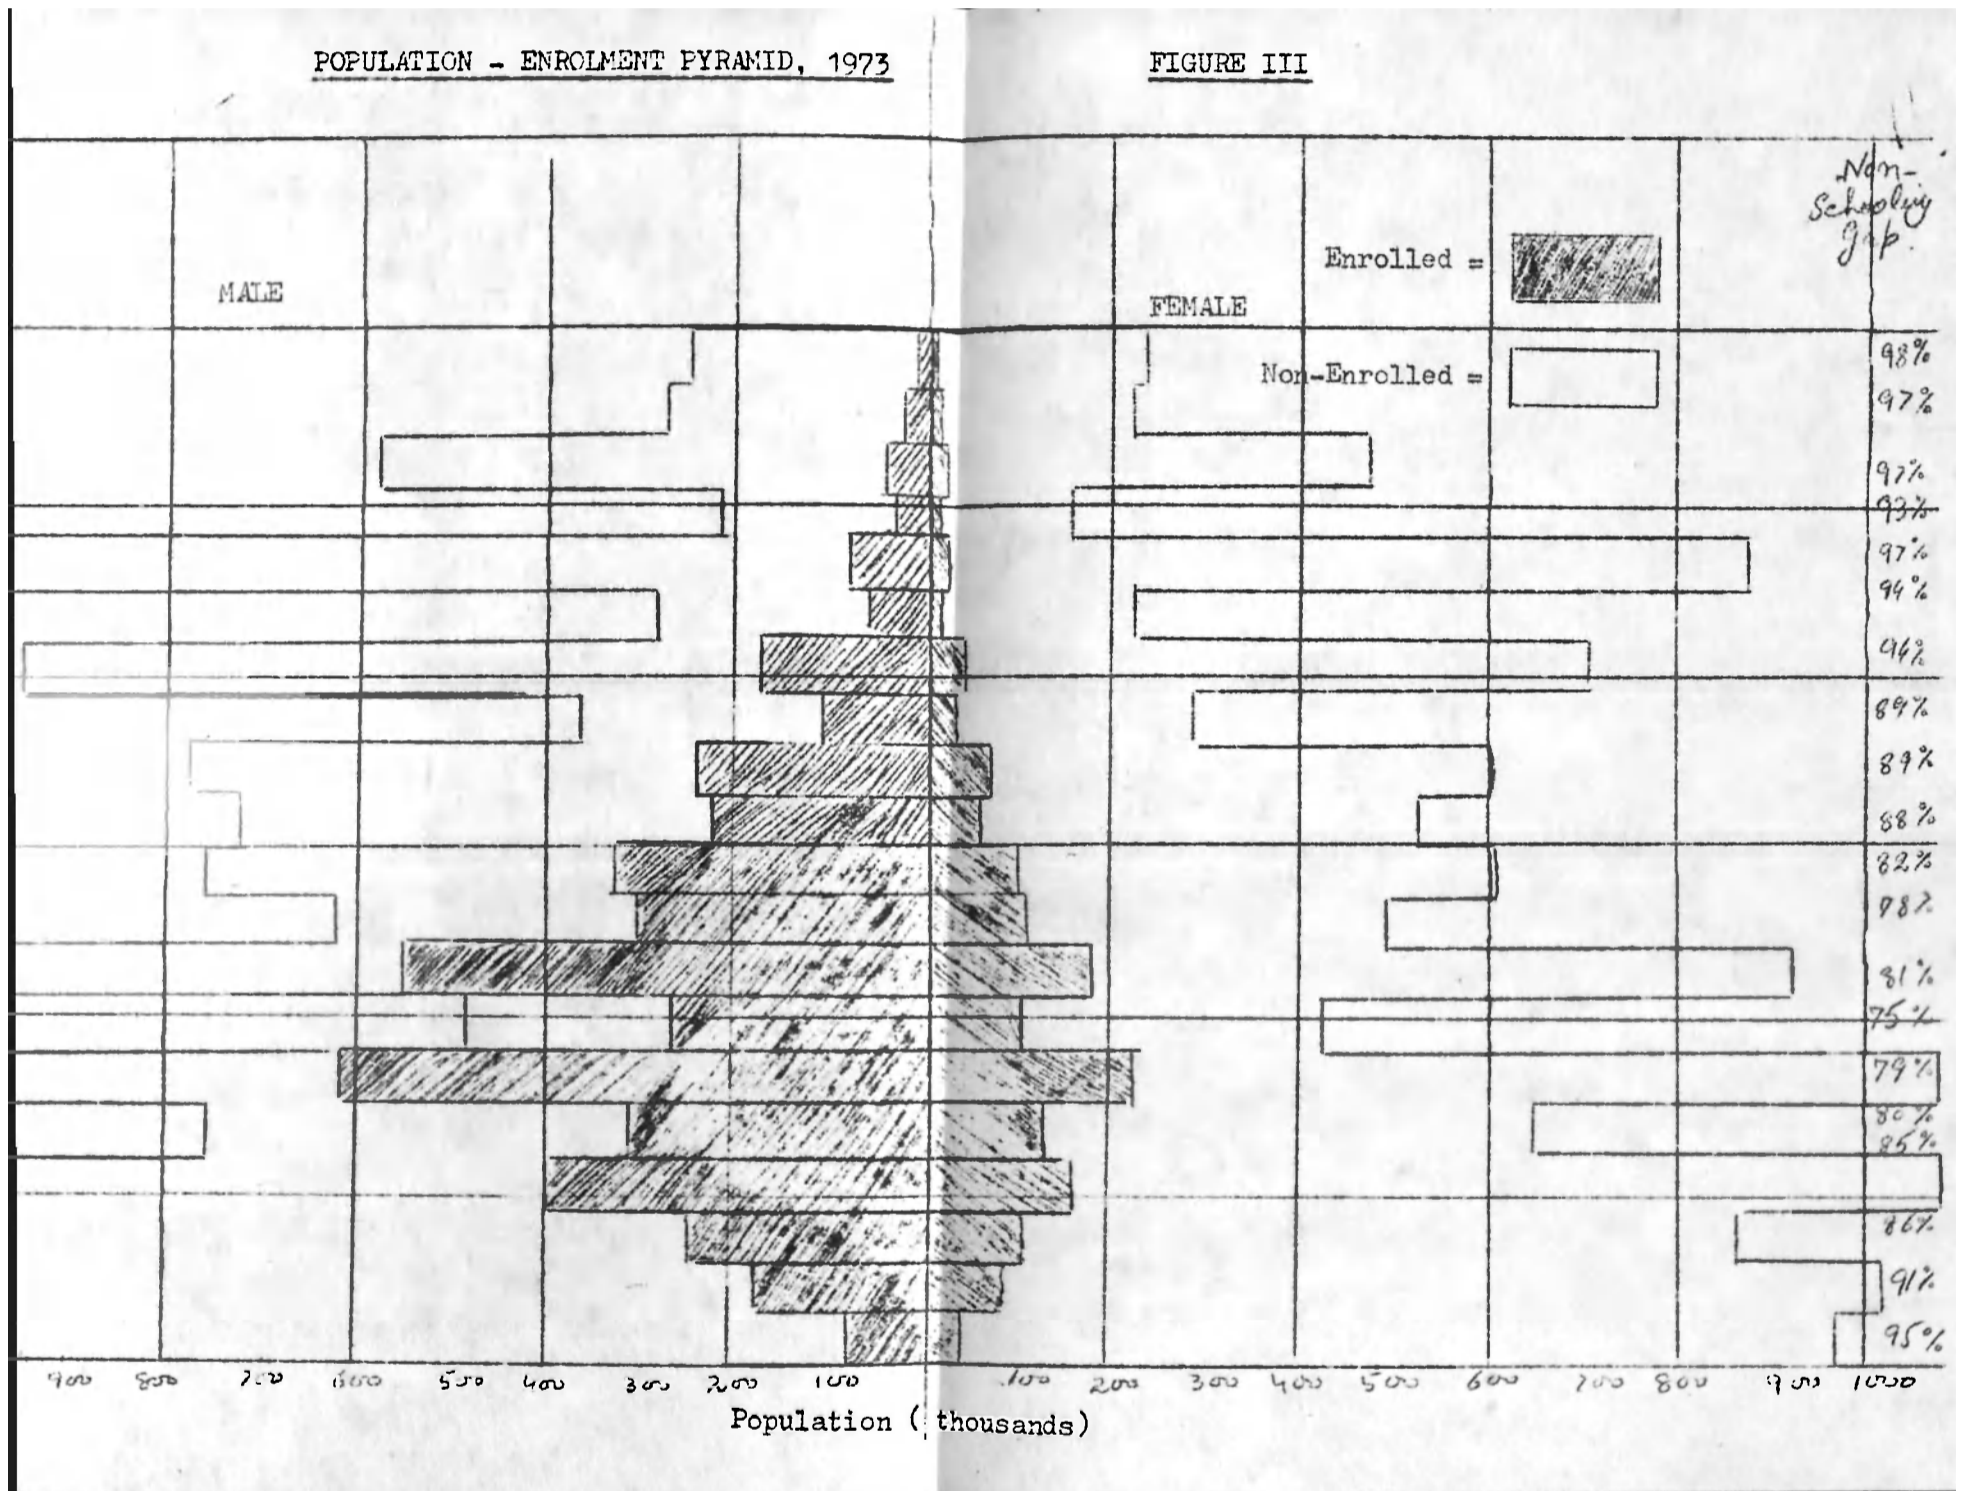 POPULATION - ENROLMENT PYRAMID, 1973
FIGURE III
Non-
Schooling
Gap.
Enrolled =
MALE
FEMALE
Non-Enrolled =
98%
97%
97%
93%
97%
94%
94%
89%
89%
88%
82%
78%
81%
75%
79%
80%
85%
86%
91%
95%
900 800 700 600 500 400 300 200 100 100 200 300 400 500 600 700 800 900 1000
Population ( thousands)